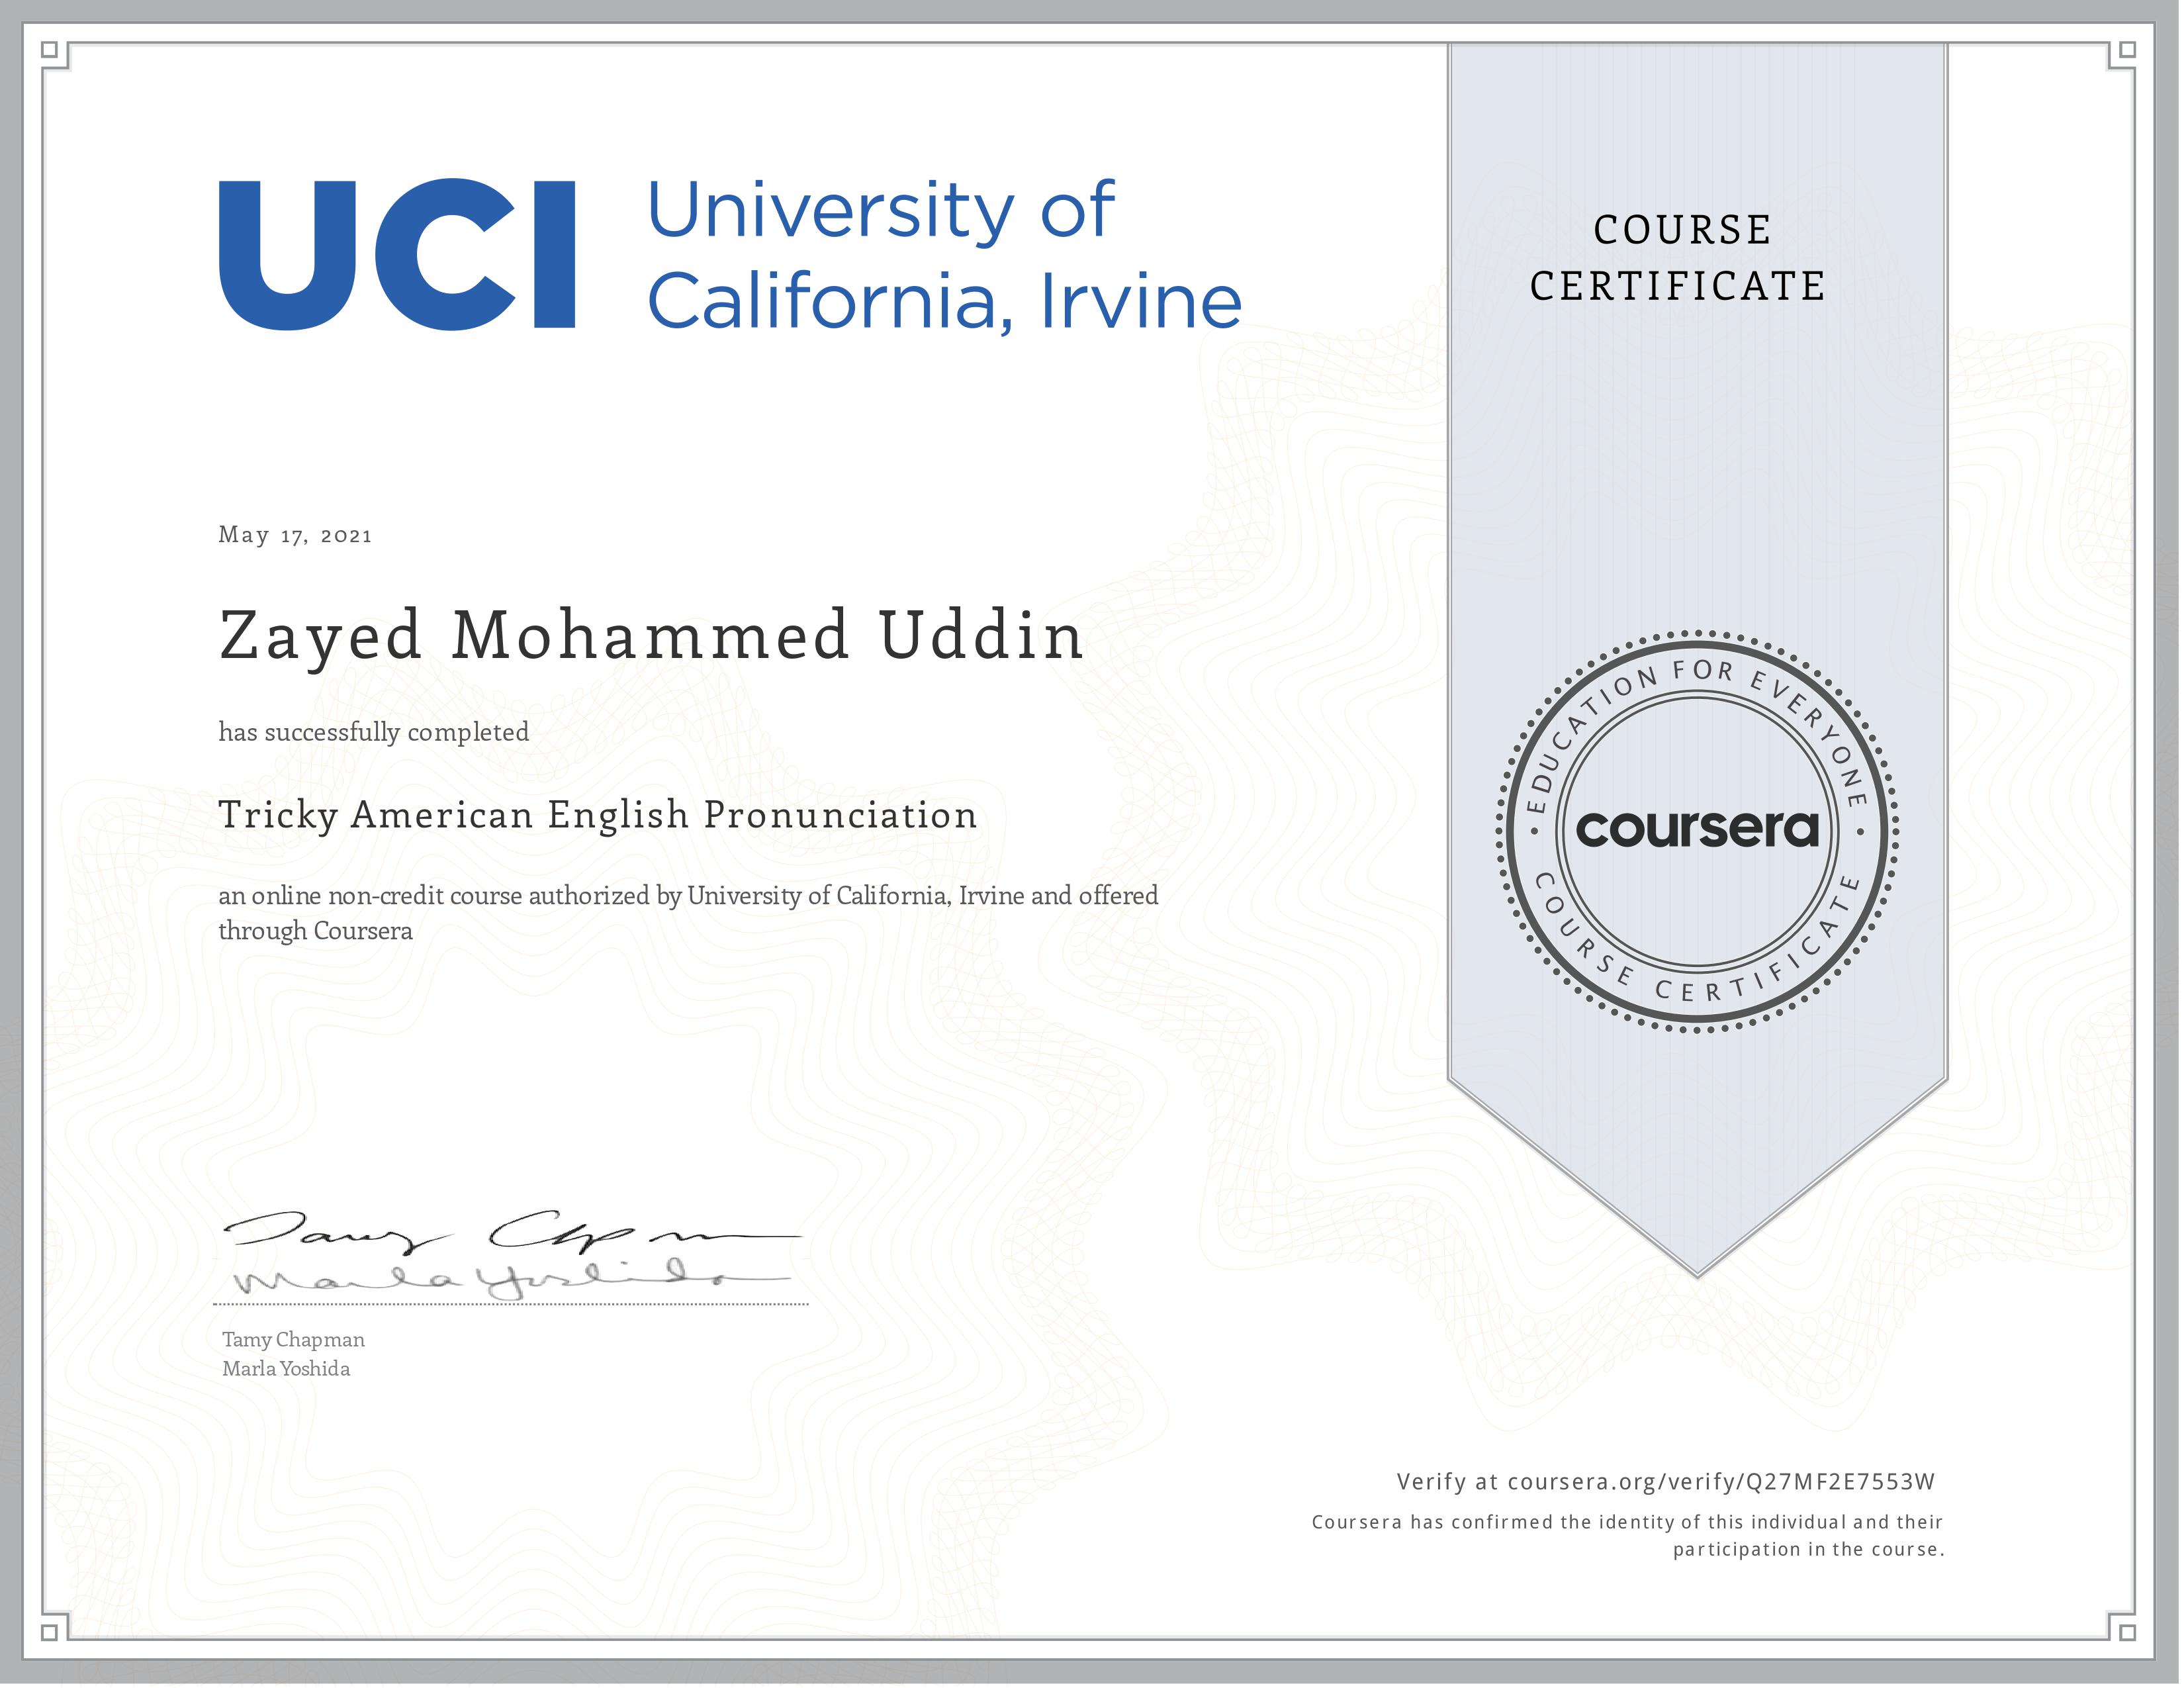 UCI University of
California, Irvine
COURSE
CERTIFICATE
May 17, 2021
Zayed Mohammed Uddin
has successfully completed
Tricky American English Pronunciation
an online non-credit course authorized by University of California, Irvine and offered
through Coursera
EDUCATION FOR EVERYONE
coursera
COURSE CERTIFICATE
Tamy Chapman
Marla Yoshida
Tamy Chapman
Marla Yoshida
Verify at coursera.org/verify/Q27MF2E7553W
Coursera has confirmed the identity of this individual and their
participation in the course.